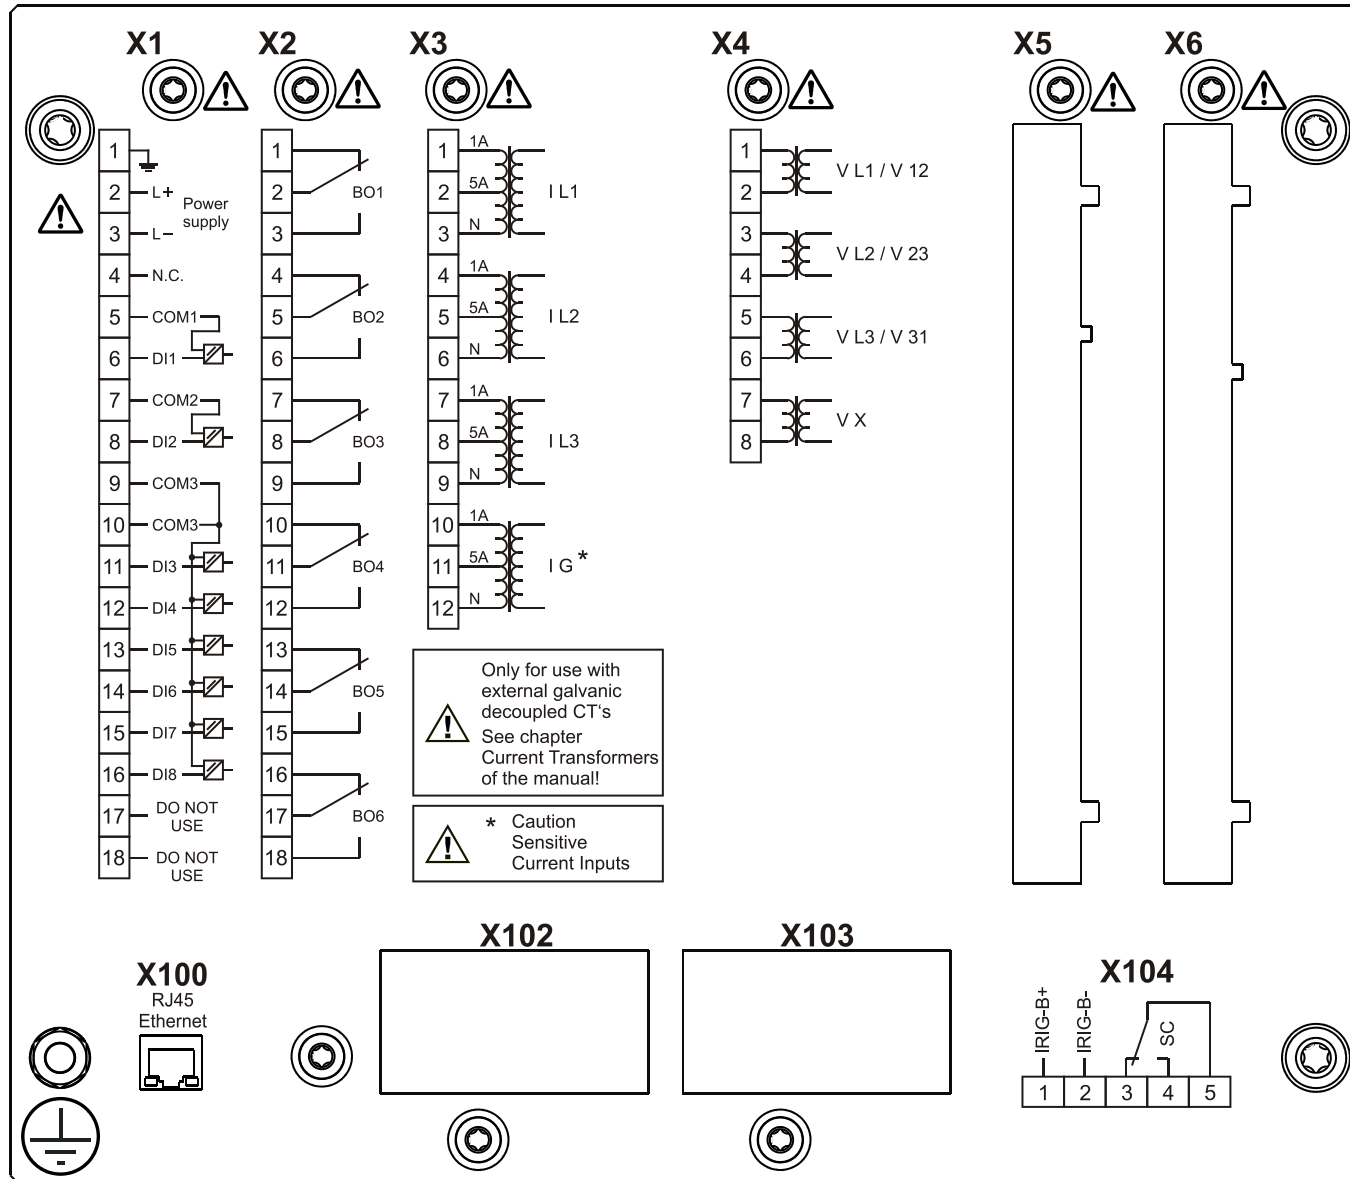 X1
X2
X3
X4
X5
X6
1
2 L+
Power
supply
3 L–
4 N.C.
5 COM1
6 DI1
7 COM2
8 DI2
9 COM3
10 COM3
11 DI3
12 DI4
13 DI5
14 DI6
15 DI7
16 DI8
17 DO NOT
USE
18 DO NOT
USE
1
2 BO1
3
4
5 BO2
6
7
8 BO3
9
10
11 BO4
12
13
14 BO5
15
16
17 BO6
18
1 1A
2 5A I L1
3 N
4 1A
5 5A I L2
6 N
7 1A
8 5A I L3
9 N
10 1A
11 5A I G *
12 N
Only for use with
external galvanic
decoupled CT‘s
See chapter
Current Transformers
of the manual!
* Caution
Sensitive
Current Inputs
1
V L1 / V 12
2
3
V L2 / V 23
4
5
V L3 / V 31
6
7
V X
8
X100
RJ45
Ethernet
X102
X103
X104
IRIG-B+
IRIG-B-
SC
1 2 3 4 5